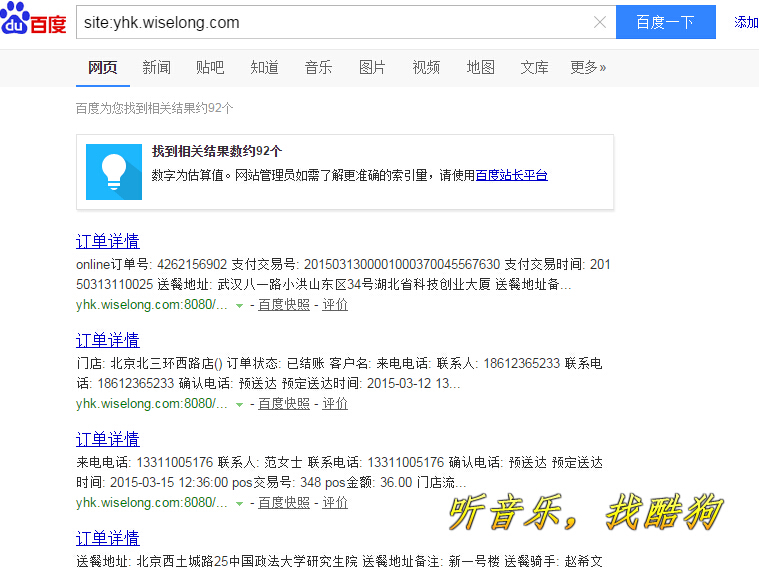 du百度 site:yhk.wiselong.com 百度一下 添加
网页 新闻 贴吧 知道 音乐 图片 视频 地图 文库 更多»
百度为您找到相关结果约92个
找到相关结果数约92个
数字为估算值。网站管理员如需了解更准确的索引量，请使用百度站长平台
订单详情
online订单号: 4262156902 支付交易号: 2015031300001000370045567630 支付交易时间: 201
50313110025 送餐地址: 武汉八一路小洪山东区34号湖北省科技创业大厦 送餐地址备...
yhk.wiselong.com:8080/... - 百度快照 - 评价
订单详情
门店: 北京北三环西路店() 订单状态: 已结账 客户名: 来电电话: 联系人: 18612365233 联系电
话: 18612365233 确认电话: 预送达 预定送达时间: 2015-03-12 13...
yhk.wiselong.com:8080/... - 百度快照 - 评价
订单详情
来电电话: 13311005176 联系人: 范女士 联系电话: 13311005176 确认电话: 预送达 预定送达
时间: 2015-03-15 12:36:00 pos交易号: 348 pos金额: 36.00 门店流...
yhk.wiselong.com:8080/... - 百度快照 - 评价
听音乐，找酷狗
订单详情
送餐地址: 北京西土城路25中国政法大学研究生院 送餐地址备注: 新一号楼 送餐骑手: 赵希文